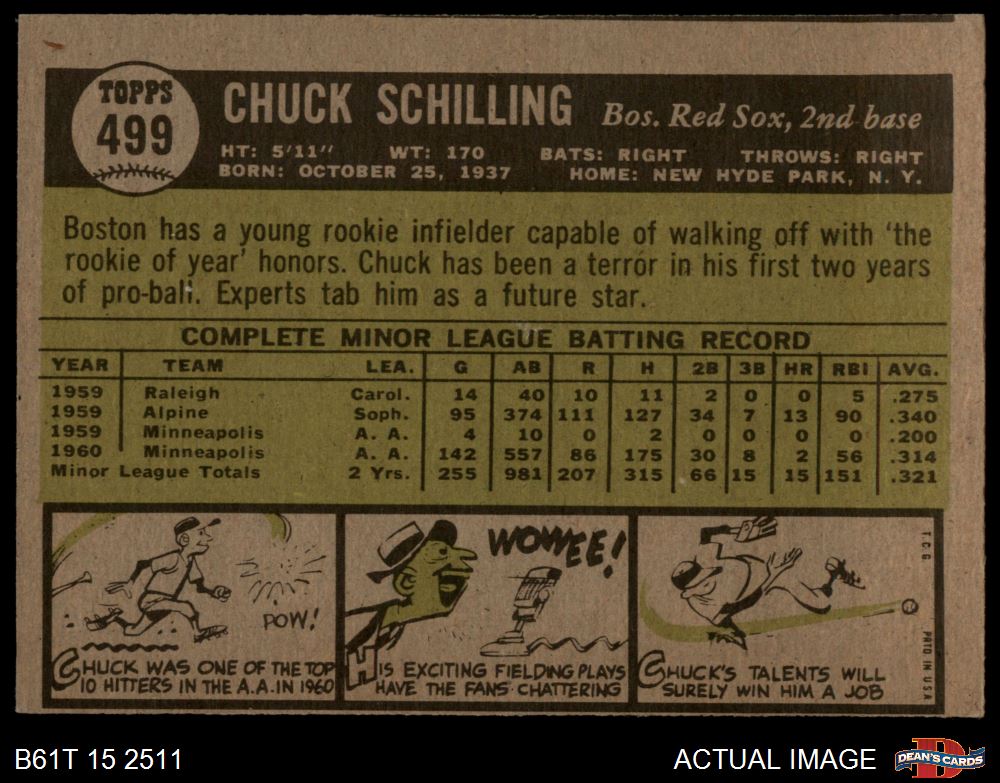 TOPPS
499
CHUCK SCHILLING Bos. Red Sox, 2nd base
HT: 5'11" WT: 170 BATS: RIGHT THROWS: RIGHT
BORN: OCTOBER 25, 1937 HOME: NEW HYDE PARK, N. Y.
Boston has a young rookie infielder capable of walking off with 'the
rookie of year' honors. Chuck has been a terror in his first two years
of pro-ball. Experts tab him as a future star.
COMPLETE MINOR LEAGUE BATTING RECORD
YEAR TEAM LEA. G AB R H 2B 3B HR RBI AVG.
1959 Raleigh Carol. 14 40 10 11 2 0 0 5 .275
1959 Alpine Soph. 95 374 111 127 34 7 13 90 .340
1959 Minneapolis A. A. 4 10 0 2 0 0 0 0 .200
1960 Minneapolis A. A. 142 557 86 175 30 8 2 56 .314
Minor League Totals 2 Yrs. 255 981 207 315 66 15 15 151 .321
POW!
CHUCK WAS ONE OF THE TOP
10 HITTERS IN THE A.A. IN 1960
WOWEE!
HIS EXCITING FIELDING PLAYS
HAVE THE FANS CHATTERING
CHUCK'S TALENTS WILL
SURELY WIN HIM A JOB
T.C.G.
PRTD IN USA
B61T 15 2511
ACTUAL IMAGE
DEAN'S CARDS